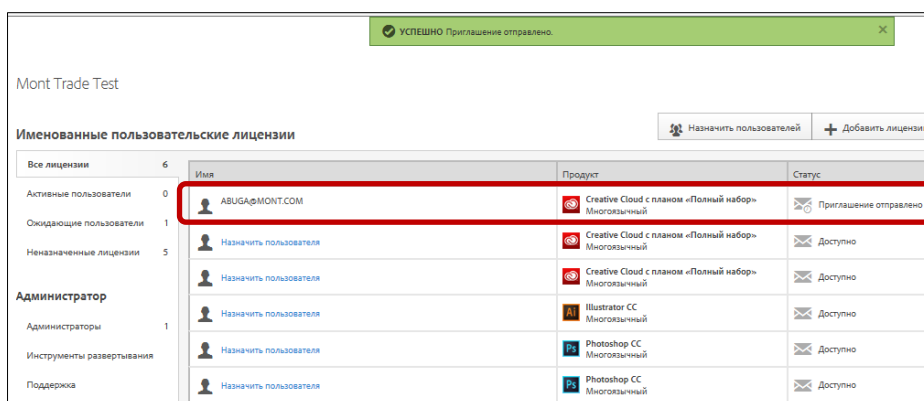 УСПЕШНО Приглашение отправлено.
Mont Trade Test
Именованные пользовательские лицензии
Назначить пользователей
Добавить лицензи
Все лицензии 6
Активные пользователи 0
Ожидающие пользователи 1
Неназначенные лицензии 5
Администратор
Администраторы 1
Инструменты развертывания
Поддержка
Имя Продукт Статус
ABUGA@MONT.COM Creative Cloud с планом «Полный набор» Приглашение отправлено
Многоязычный
Назначить пользователя Creative Cloud с планом «Полный набор» Доступно
Многоязычный
Назначить пользователя Creative Cloud с планом «Полный набор» Доступно
Многоязычный
Назначить пользователя Ai Illustrator CC Доступно
Многоязычный
Назначить пользователя Ps Photoshop CC Доступно
Многоязычный
Назначить пользователя Ps Photoshop CC Доступно
Многоязычный